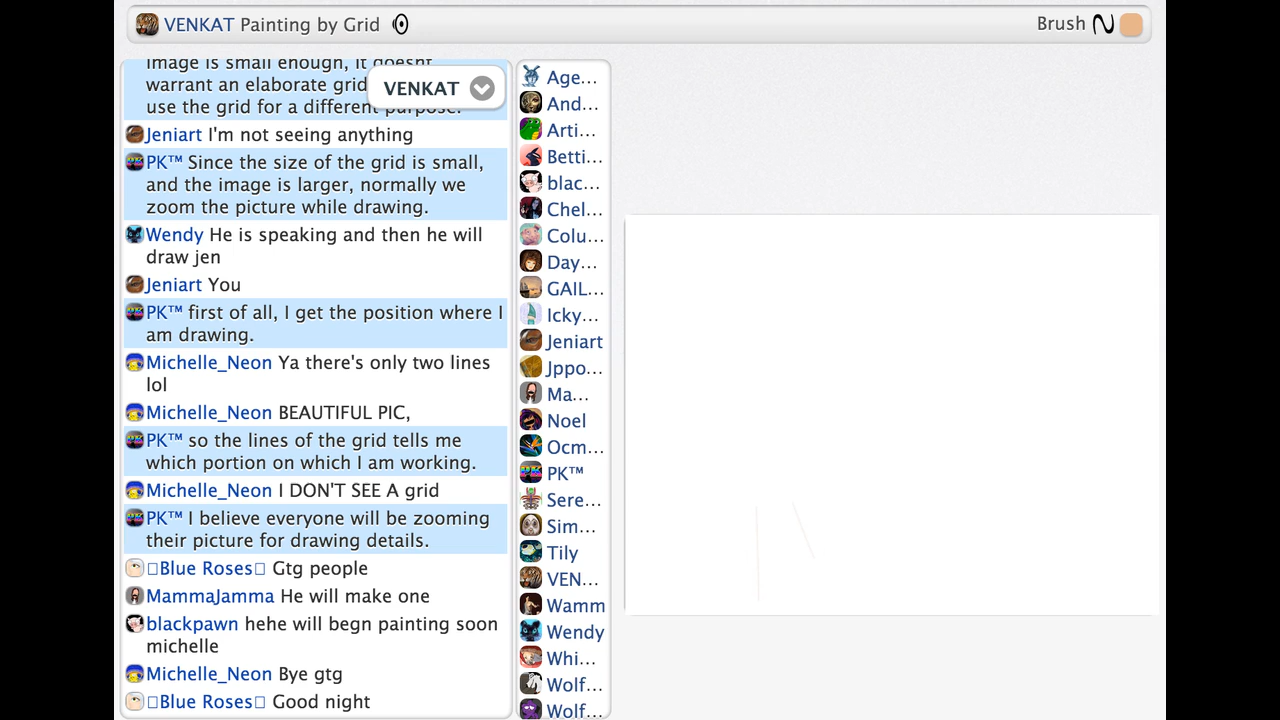 VENKAT Painting by Grid
Brush
image is small enough, it doesnt
warrant an elaborate grid
use the grid for a different purpose.
VENKAT
Jeniart I'm not seeing anything
PK™ Since the size of the grid is small,
and the image is larger, normally we
zoom the picture while drawing.
Wendy He is speaking and then he will
draw jen
Jeniart You
PK™ first of all, I get the position where I
am drawing.
Michelle_Neon Ya there's only two lines
lol
Michelle_Neon BEAUTIFUL PIC,
PK™ so the lines of the grid tells me
which portion on which I am working.
Michelle_Neon I DON'T SEE A grid
PK™ I believe everyone will be zooming
their picture for drawing details.
Blue Roses Gtg people
MammaJamma He will make one
blackpawn hehe will begn painting soon
michelle
Michelle_Neon Bye gtg
Blue Roses Good night
Age...
And...
Arti...
Betti...
blac...
Chel...
Colu...
Day...
GAIL...
Icky...
Jeniart
Jppo...
Ma...
Noel
Ocm...
PK™
Sere...
Sim...
Tily
VEN...
Wamm
Wendy
Whi...
Wolf...
Wolf...